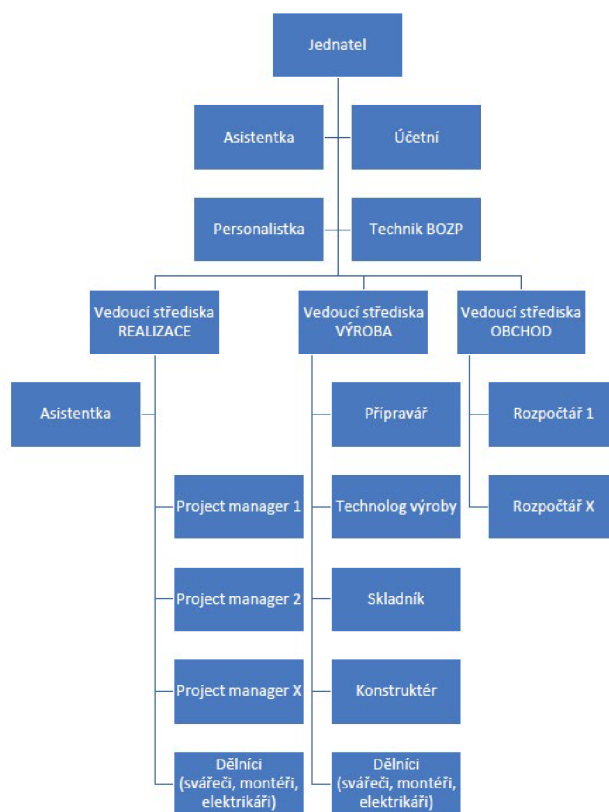 Jednatel
Asistentka
Účetní
Personalistka
Technik BOZP
Vedoucí střediska
REALIZACE
Vedoucí střediska
VÝROBA
Vedoucí střediska
OBCHOD
Asistentka
Přípravář
Rozpočtář 1
Project manager 1
Technolog výroby
Rozpočtář X
Project manager 2
Skladník
Project manager X
Konstruktér
Dělníci
(svářeči, montéři,
elektrikáři)
Dělníci
(svářeči, montéři,
elektrikáři)